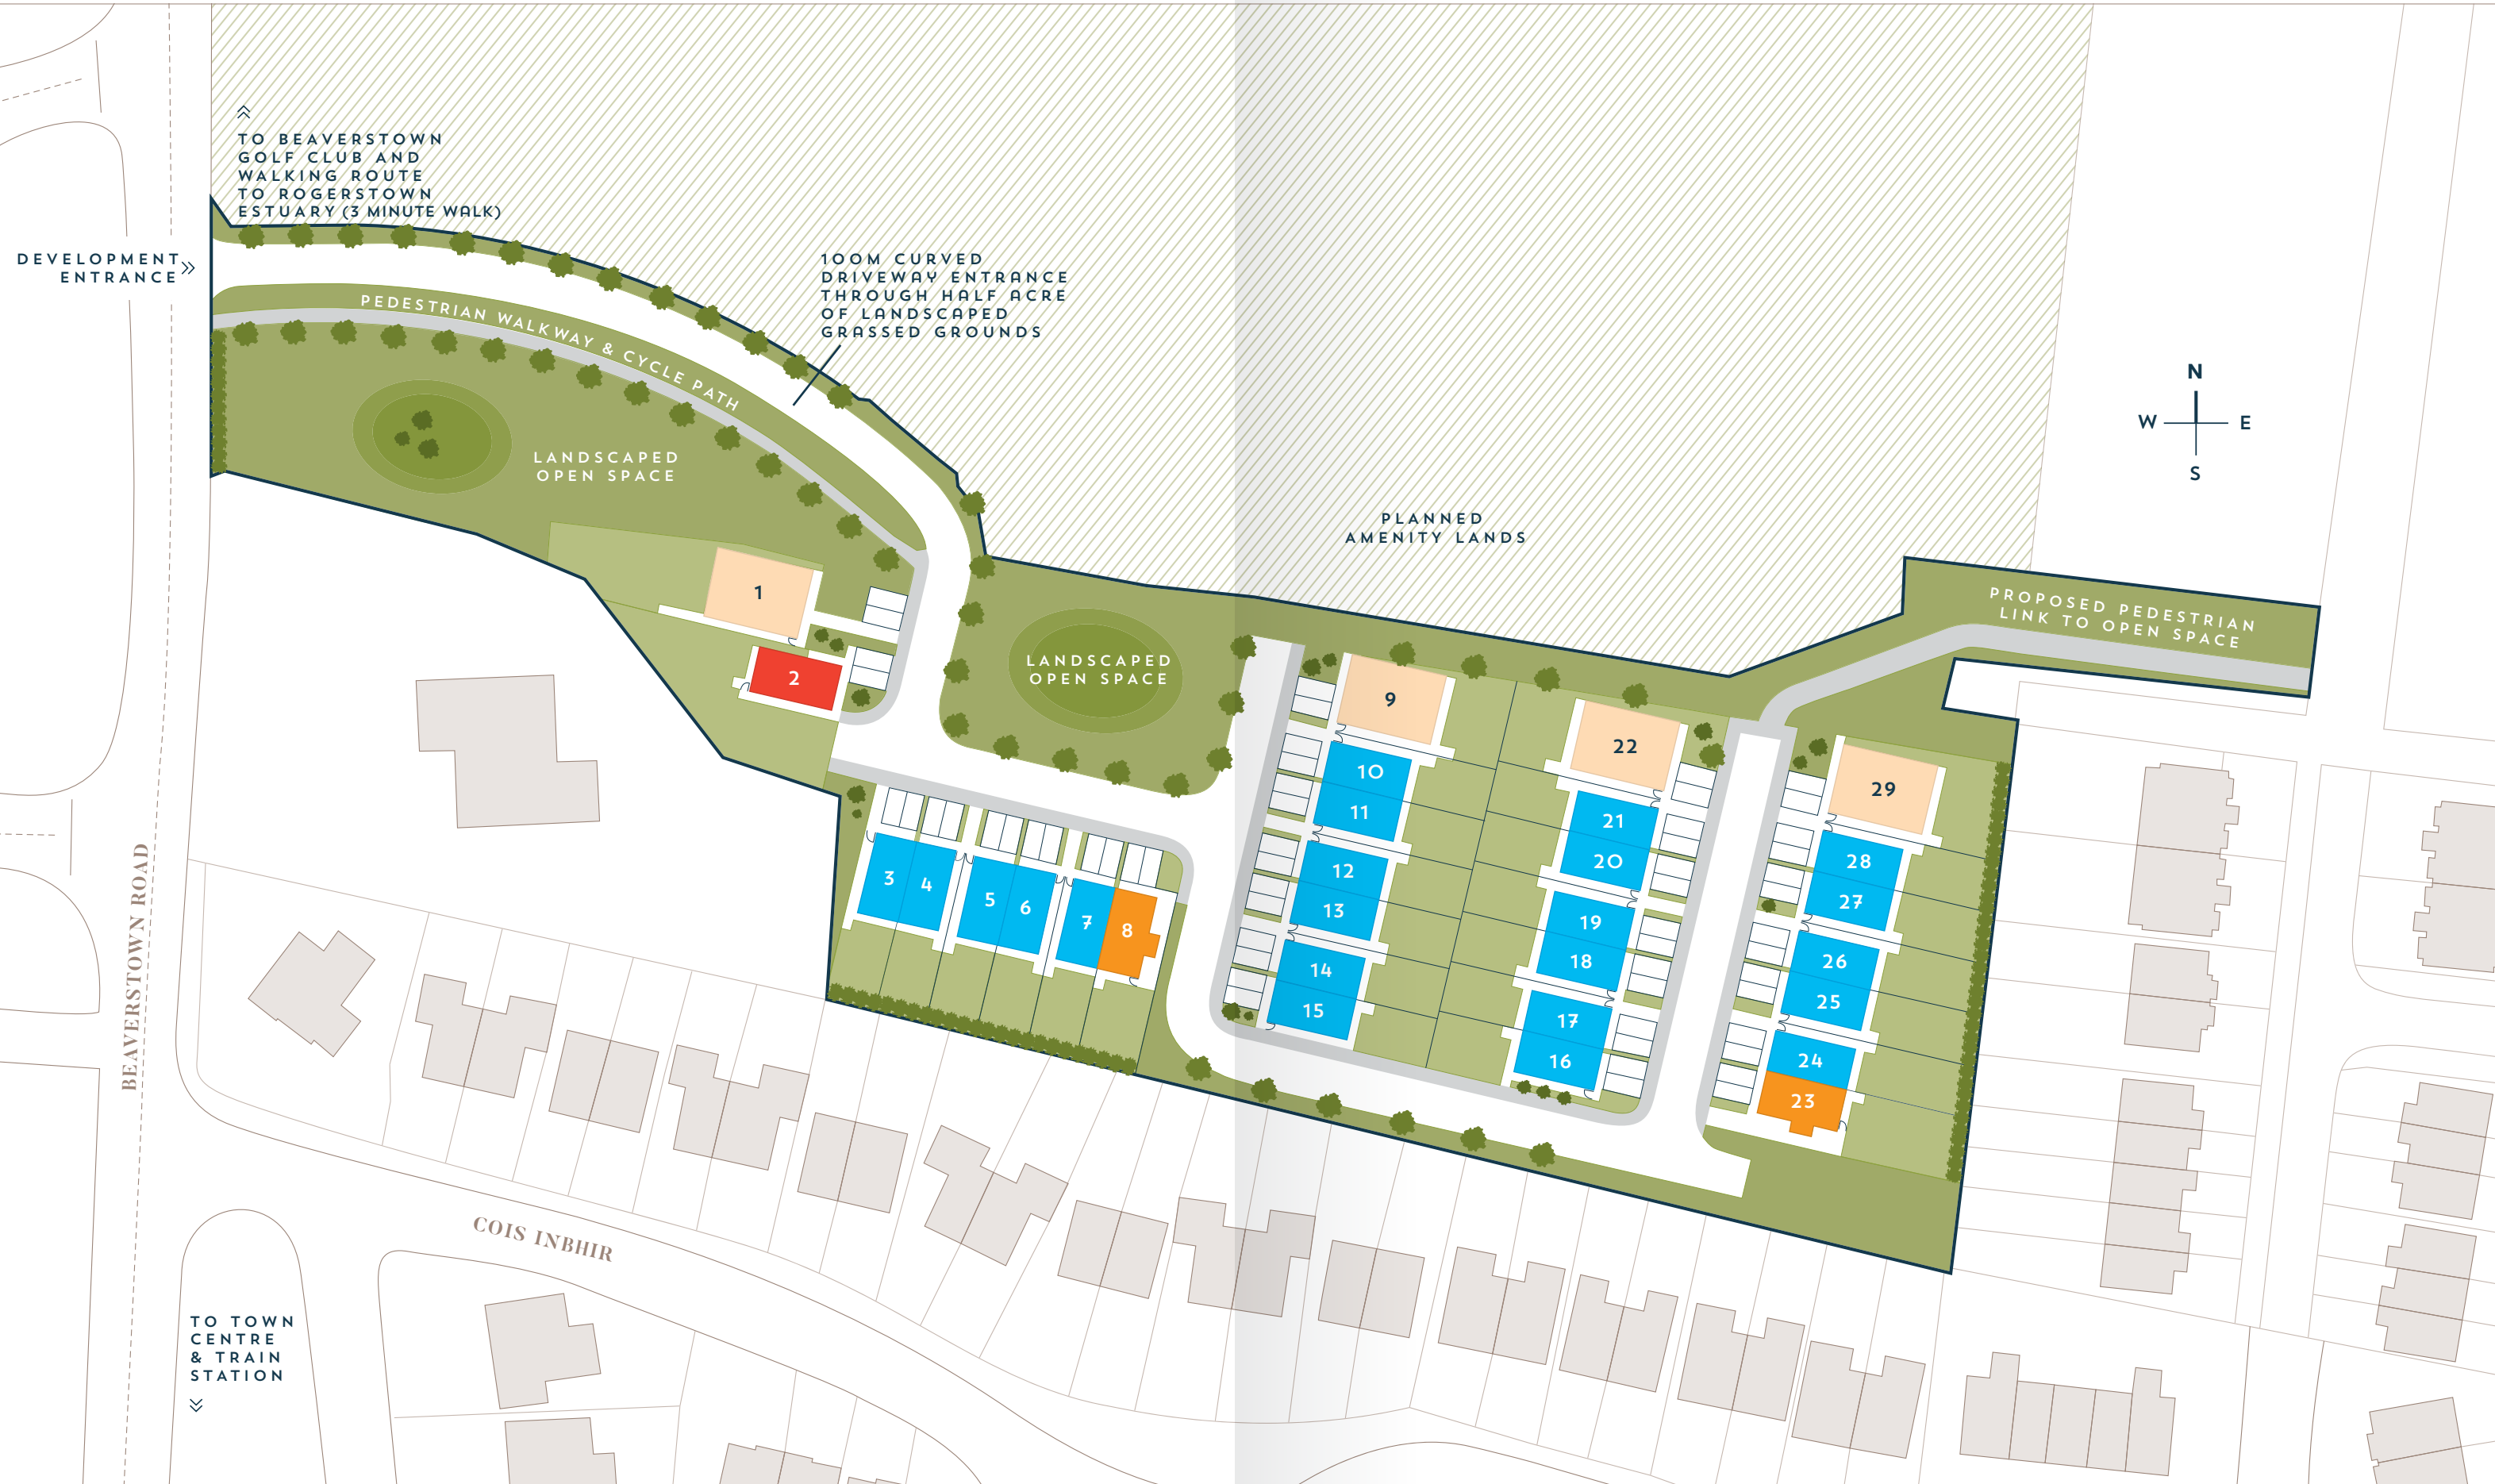 TO BEAVERSTOWN
GOLF CLUB AND
WALKING ROUTE
TO ROGERSTOWN
ESTUARY (3 MINUTE WALK)
DEVELOPMENT
ENTRANCE
100M CURVED
DRIVEWAY ENTRANCE
THROUGH HALF ACRE
OF LANDSCAPED
GRASSED GROUNDS
PEDESTRIAN WALKWAY & CYCLE PATH
LANDSCAPED
OPEN SPACE
N
W E
S
PLANNED
AMENITY LANDS
PROPOSED PEDESTRIAN
LINK TO OPEN SPACE
LANDSCAPED
OPEN SPACE
1
2
3
4
5
6
7
8
9
10
11
12
13
14
15
22
21
20
19
18
17
16
29
28
27
26
25
24
23
BEAVERSTOWN ROAD
COIS INBHIR
TO TOWN
CENTRE
& TRAIN
STATION